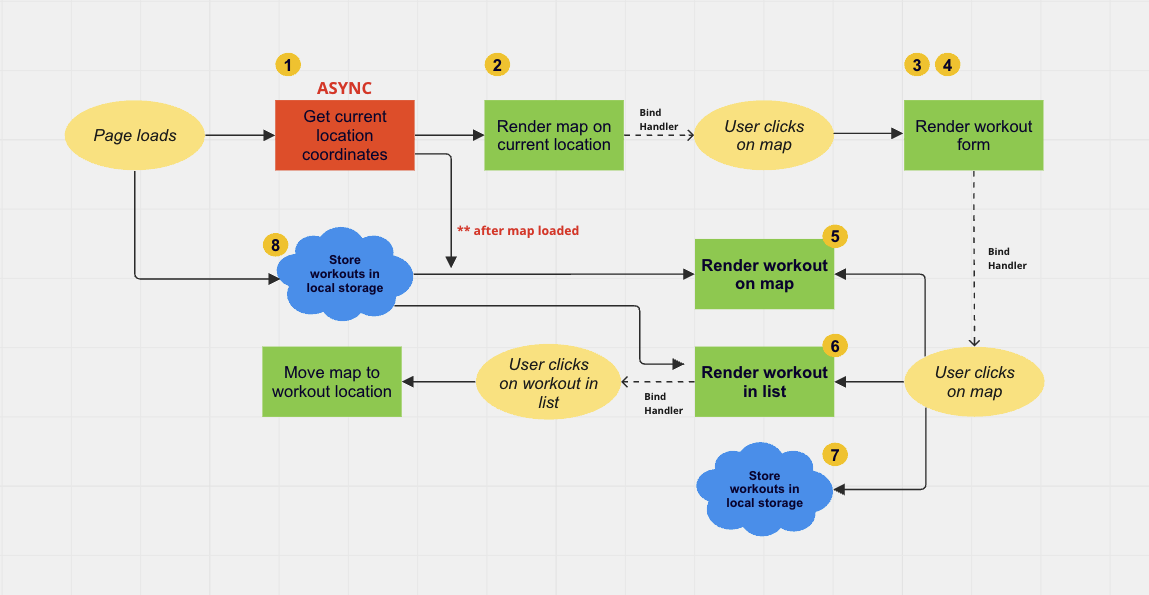 1
2
3
4
ASYNC
Page loads
Get current
location
coordinates
Render map on
current location
Bind
Handler
User clicks
on map
Render workout
form
** after map loaded
8
Store
workouts in
local storage
5
Render workout
on map
Bind
Handler
Move map to
workout location
User clicks
on workout in
list
Bind
Handler
6
Render workout
in list
User clicks
on map
7
Store
workouts in
local storage